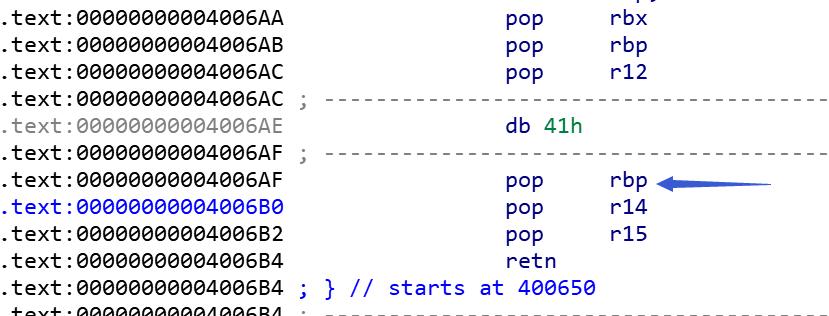 .text:00000000004006AA pop rbx
.text:00000000004006AB pop rbp
.text:00000000004006AC pop r12
.text:00000000004006AC ; ---------------------------------------
.text:00000000004006AE db 41h
.text:00000000004006AF ; ---------------------------------------
.text:00000000004006AF pop rbp
.text:00000000004006B0 pop r14
.text:00000000004006B2 pop r15
.text:00000000004006B4 retn
.text:00000000004006B4 ; } // starts at 400650
.text:00000000004006B4 ; ---------------------------------------